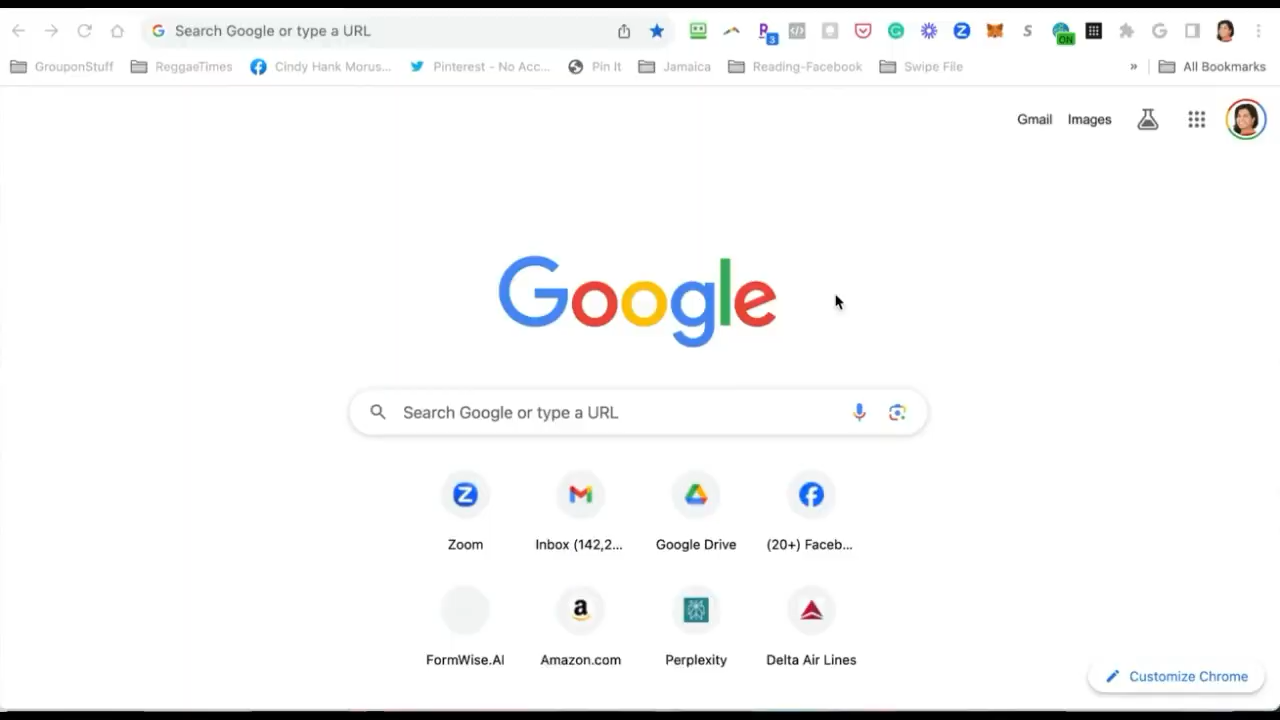 Search Google or type a URL
3
ON
GrouponStuff
ReggaeTimes
Cindy Hank Morus...
Pinterest - No Acc...
Pin It
Jamaica
Reading-Facebook
Swipe File
»
All Bookmarks
Gmail
Images
Google
Search Google or type a URL
Zoom
Inbox (142,2...
Google Drive
(20+) Faceb...
FormWise.AI
Amazon.com
Perplexity
Delta Air Lines
Customize Chrome